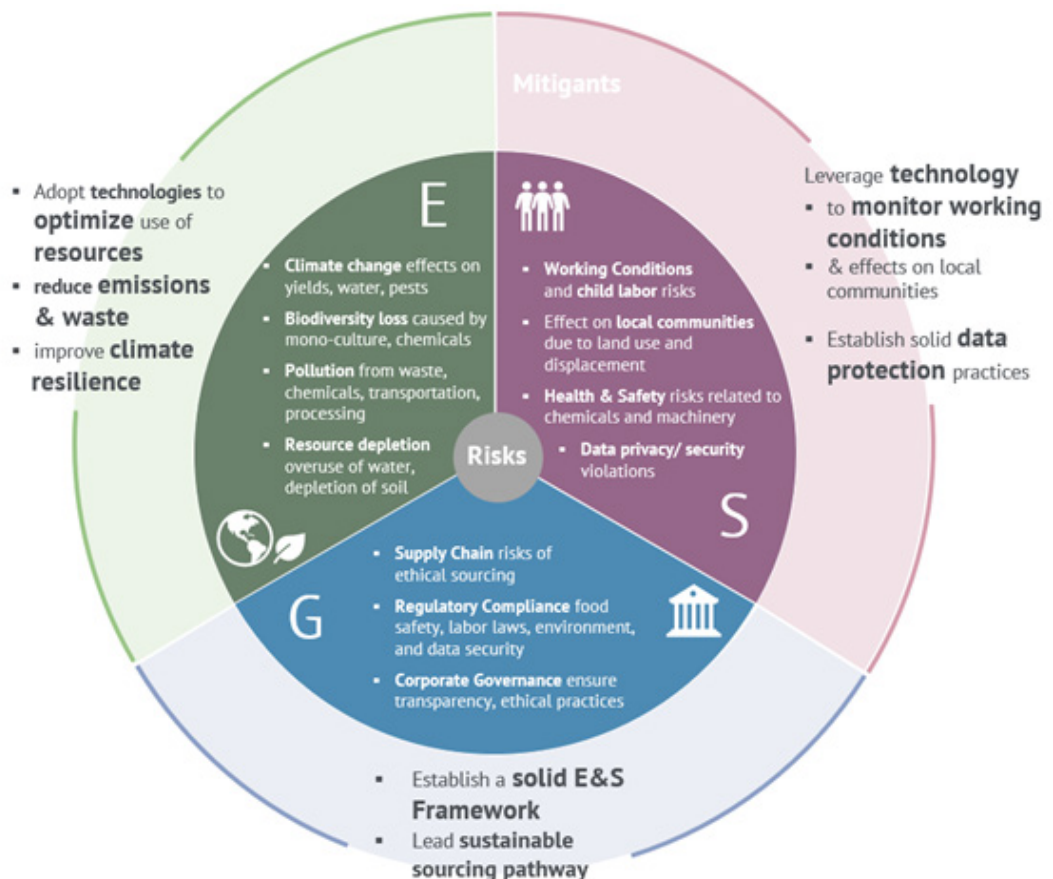 Mitigants
▪ Adopt technologies to
optimize use of
resources
▪ reduce emissions
& waste
▪ improve climate
resilience
E
▪ Climate change effects on
yields, water, pests
▪ Biodiversity loss caused by
mono-culture, chemicals
▪ Pollution from waste,
chemicals, transportation,
processing
▪ Resource depletion
overuse of water,
depletion of soil
Risks
▪ Working Conditions
and child labor risks
▪ Effect on local communities
due to land use and
displacement
▪ Health & Safety risks related to
chemicals and machinery
▪ Data privacy/ security
violations
S
Leverage technology
▪ to monitor working
conditions
▪ & effects on local
communities
▪ Establish solid data
protection practices
G
▪ Supply Chain risks of
ethical sourcing
▪ Regulatory Compliance food
safety, labor laws, environment,
and data security
▪ Corporate Governance ensure
transparency, ethical practices
▪ Establish a solid E&S
Framework
▪ Lead sustainable
sourcing pathway